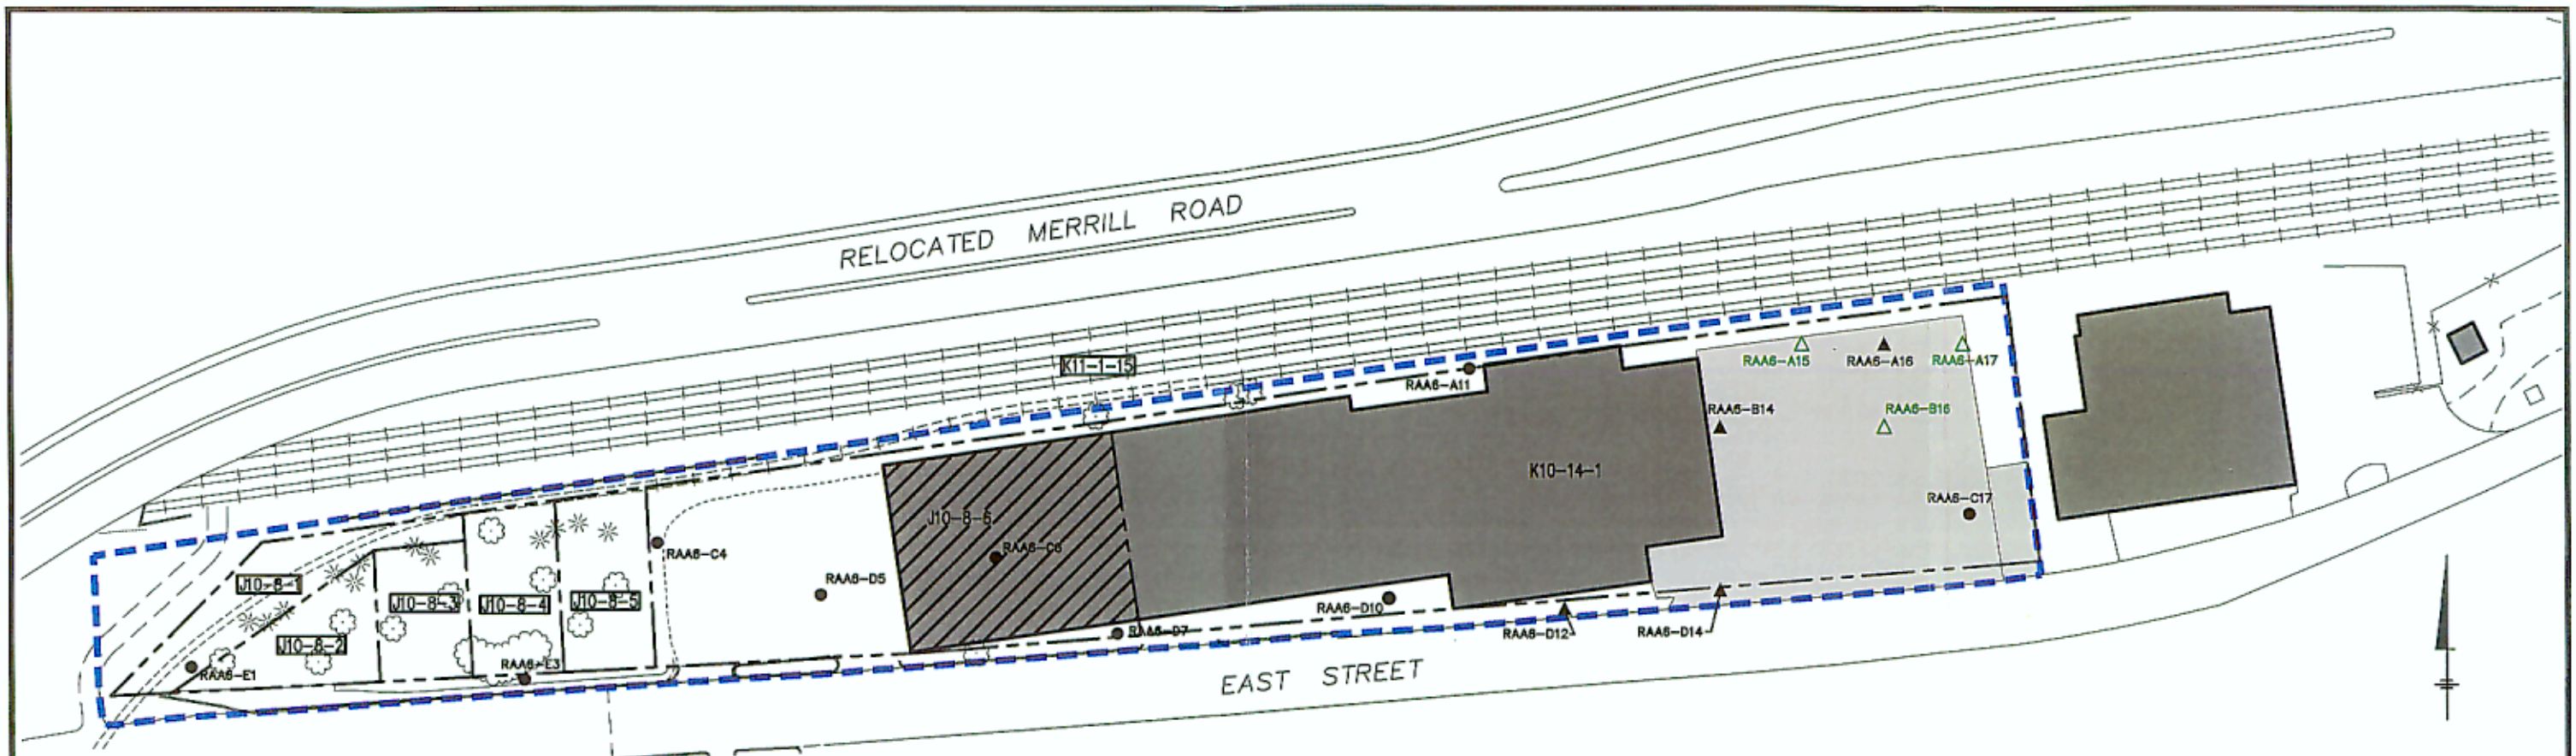 RELOCATED MERRILL ROAD
K11-1-15
RAA6-A11
RAA6-A15
RAA6-A16
RAA6-A17
RAA6-B14
RAA6-B16
K10-14-1
RAA6-C17
J10-8-6
RAA6-C6
RAA6-C4
RAA6-D5
J10-8-1
J10-8-3
J10-8-4
J10-8-5
J10-8-2
RAA6-E1
RAA6-E3
RAA6-D7
RAA6-D10
RAA6-D12
RAA6-D14
EAST STREET